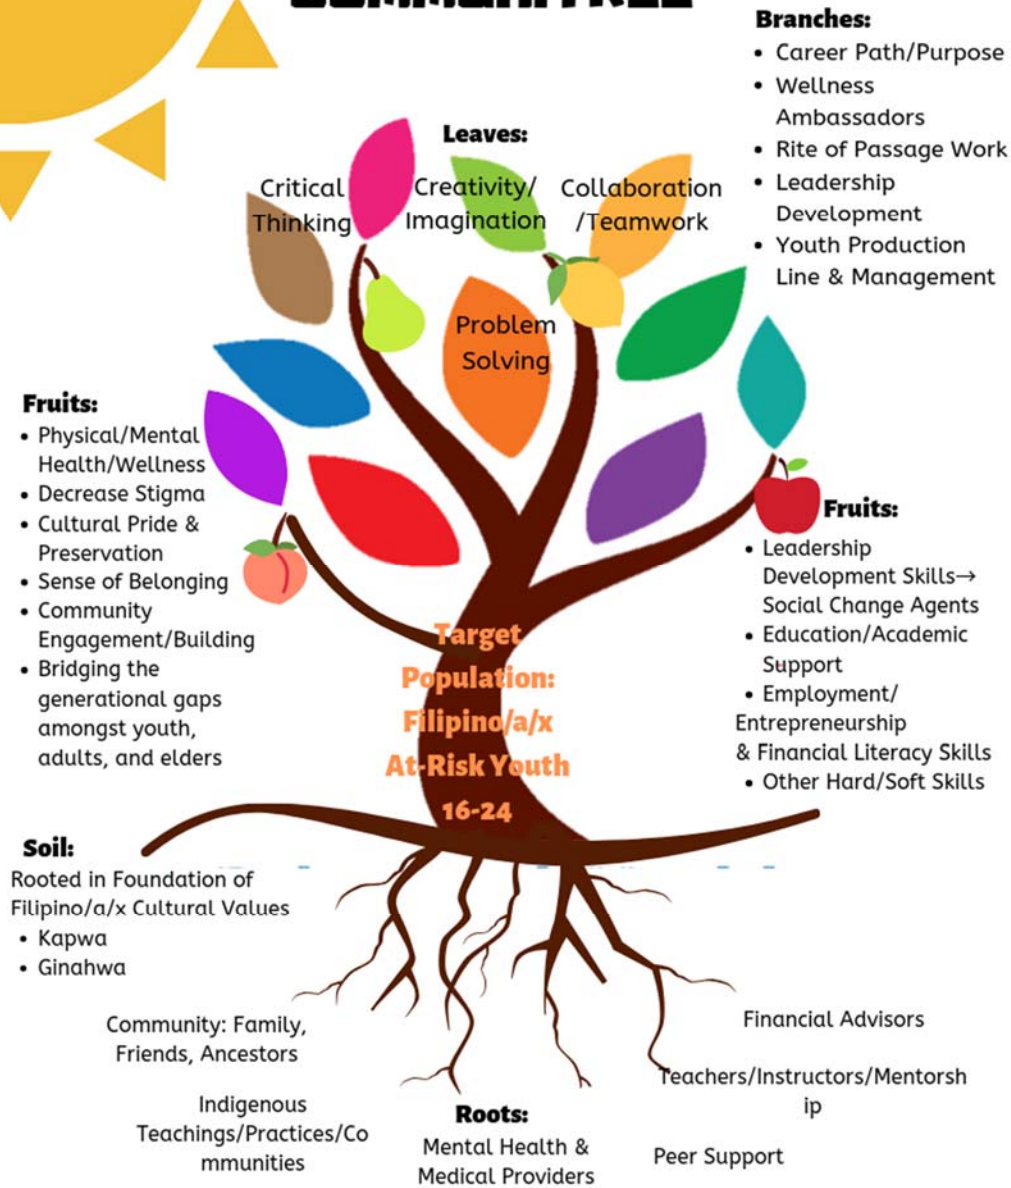 Branches:
• Career Path/Purpose
• Wellness
Ambassadors
• Rite of Passage Work
• Leadership
Development
• Youth Production
Line & Management
Leaves:
Critical
Thinking
Creativity/
Imagination
Collaboration
/Teamwork
Problem
Solving
Fruits:
• Physical/Mental
Health/Wellness
• Decrease Stigma
• Cultural Pride &
Preservation
• Sense of Belonging
• Community
Engagement/Building
• Bridging the
generational gaps
amongst youth,
adults, and elders
Fruits:
• Leadership
Development Skills→
Social Change Agents
• Education/Academic
Support
• Employment/
Entrepreneurship
& Financial Literacy Skills
• Other Hard/Soft Skills
Target
Population:
Filipino/a/x
At-Risk Youth
16-24
Soil:
Rooted in Foundation of
Filipino/a/x Cultural Values
• Kapwa
• Ginahwa
Community: Family,
Friends, Ancestors
Indigenous
Teachings/Practices/Co
mmunities
Roots:
Mental Health &
Medical Providers
Financial Advisors
Teachers/Instructors/Mentorsh
ip
Peer Support